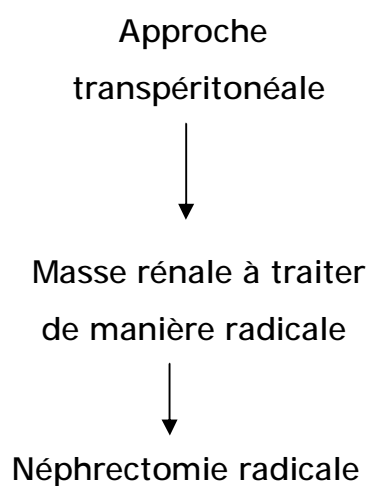 Approche
transpéritonéale
Masse rénale à traiter
de manière radicale
Néphrectomie radicale